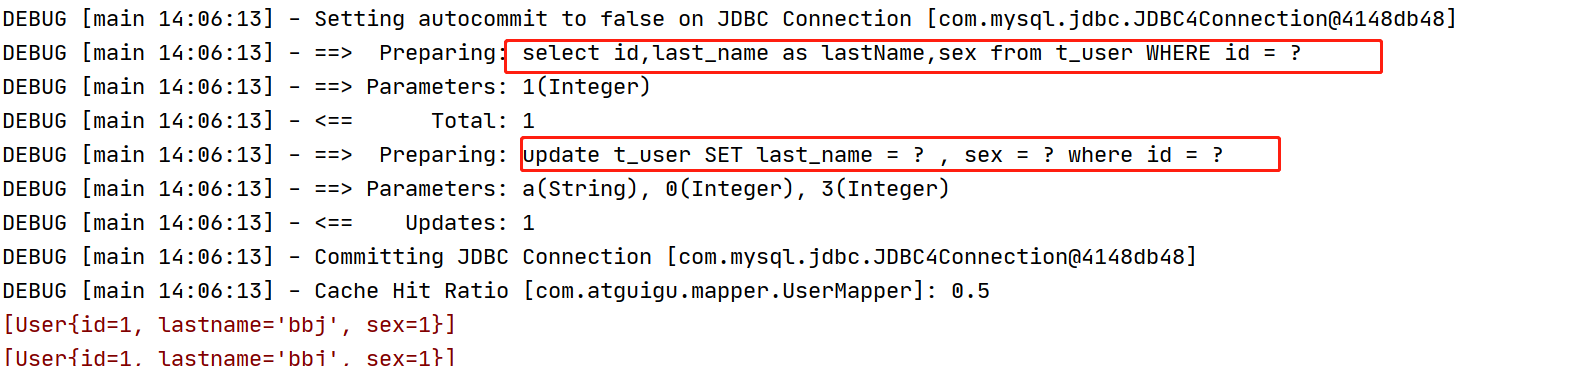 DEBUG [main 14:06:13] - Setting autocommit to false on JDBC Connection [com.mysql.jdbc.JDBC4Connection@4148db48]
DEBUG [main 14:06:13] - ==>  Preparing: select id,last_name as lastName,sex from t_user WHERE id = ?
DEBUG [main 14:06:13] - ==> Parameters: 1(Integer)
DEBUG [main 14:06:13] - <==      Total: 1
DEBUG [main 14:06:13] - ==>  Preparing: update t_user SET last_name = ? , sex = ? where id = ?
DEBUG [main 14:06:13] - ==> Parameters: a(String), 0(Integer), 3(Integer)
DEBUG [main 14:06:13] - <==    Updates: 1
DEBUG [main 14:06:13] - Committing JDBC Connection [com.mysql.jdbc.JDBC4Connection@4148db48]
DEBUG [main 14:06:13] - Cache Hit Ratio [com.atguigu.mapper.UserMapper]: 0.5
[User{id=1, lastname='bbj', sex=1}]
[User{id=1, lastname='bbj', sex=1}]